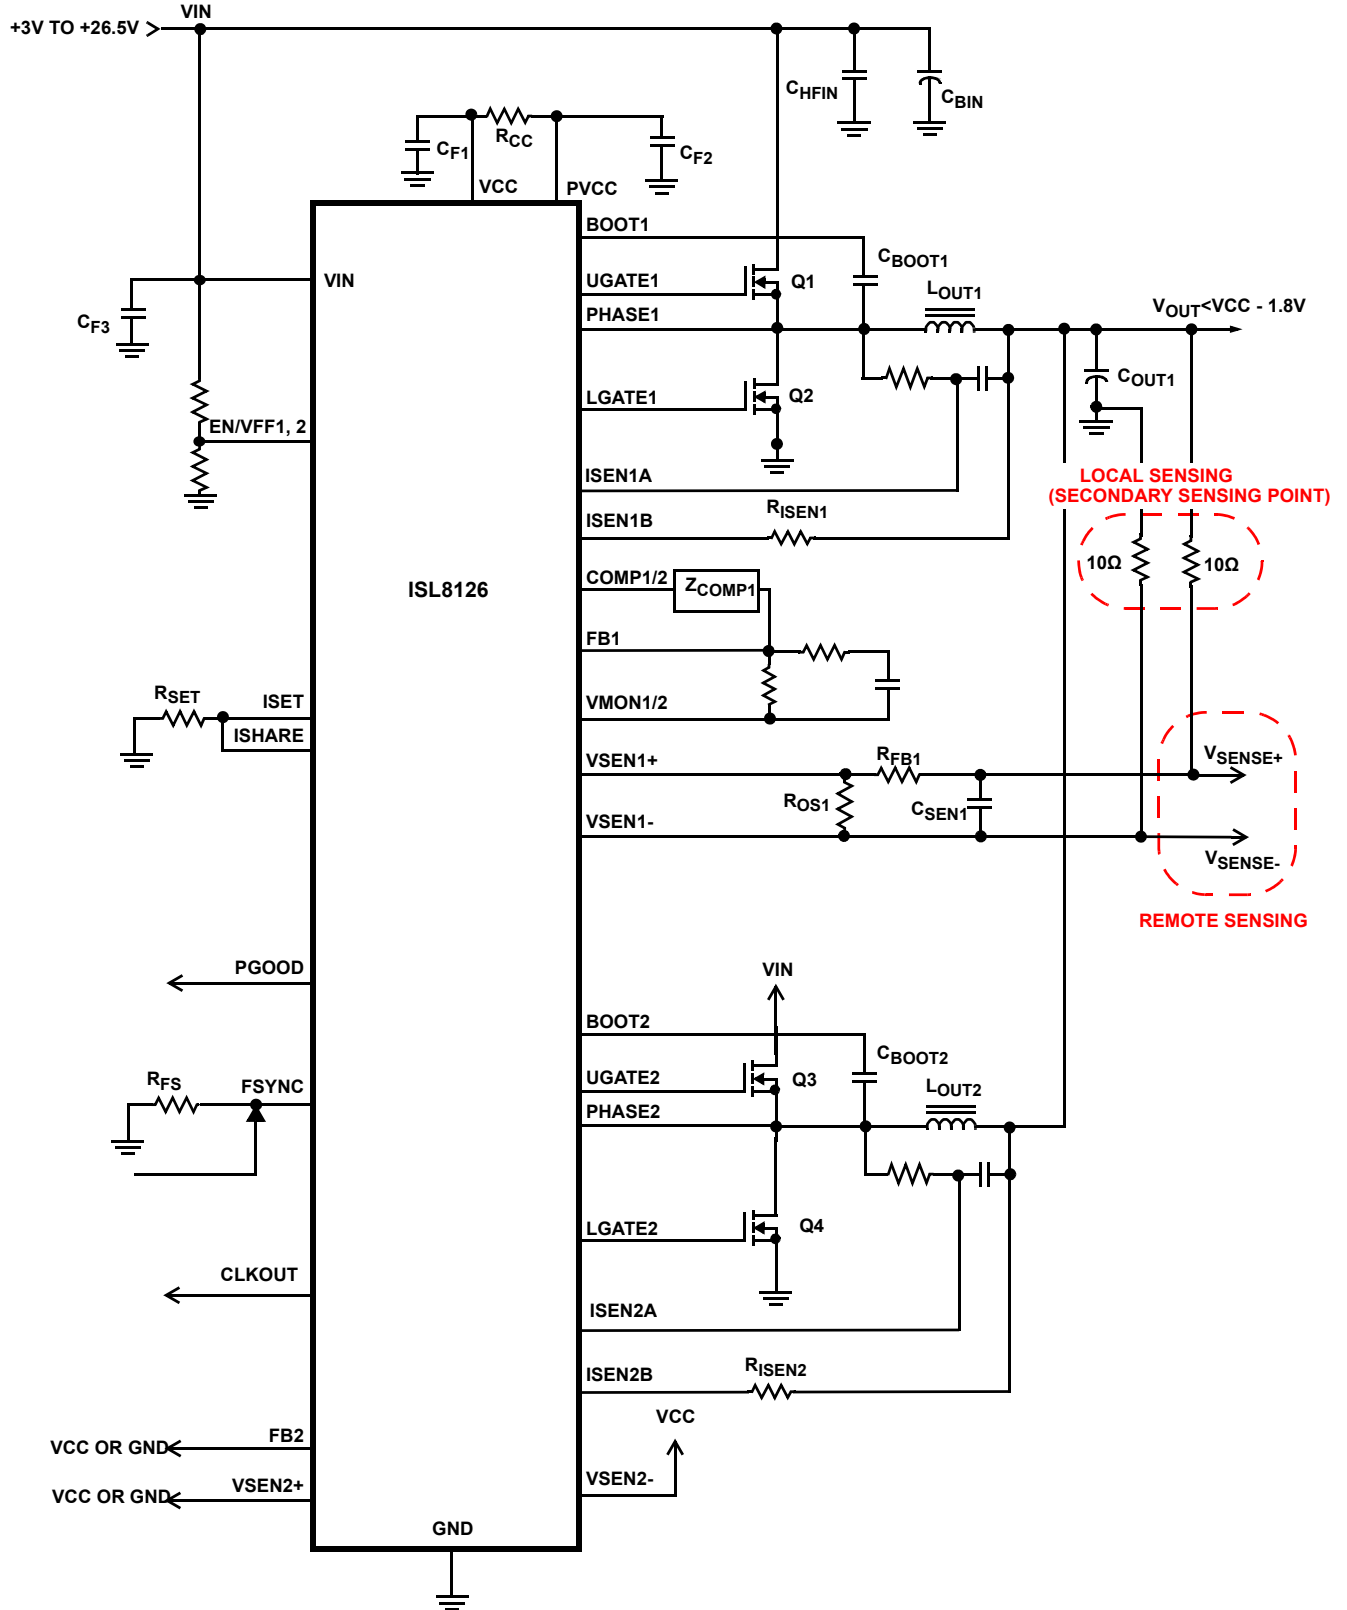 VIN
+3V TO +26.5V
CHFIN
CBIN
RCC
CF1
CF2
VCC
PVCC
BOOT1
CBOOT1
VIN
UGATE1
Q1
LOUT1
VOUT<VCC - 1.8V
PHASE1
CF3
COUT1
LGATE1
Q2
EN/VFF1, 2
ISEN1A
LOCAL SENSING
(SECONDARY SENSING POINT)
RISEN1
ISEN1B
10Ω
10Ω
ISL8126
COMP1/2
ZCOMP1
FB1
RSET
ISET
VMON1/2
ISHARE
VSEN1+
RFB1
VSENSE+
ROS1
CSEN1
VSEN1-
VSENSE-
REMOTE SENSING
PGOOD
VIN
BOOT2
CBOOT2
RFS
FSYNC
UGATE2
Q3
LOUT2
PHASE2
LGATE2
Q4
CLKOUT
ISEN2A
ISEN2B
RISEN2
VCC
VCC OR GND
FB2
VSEN2-
VCC OR GND
VSEN2+
GND